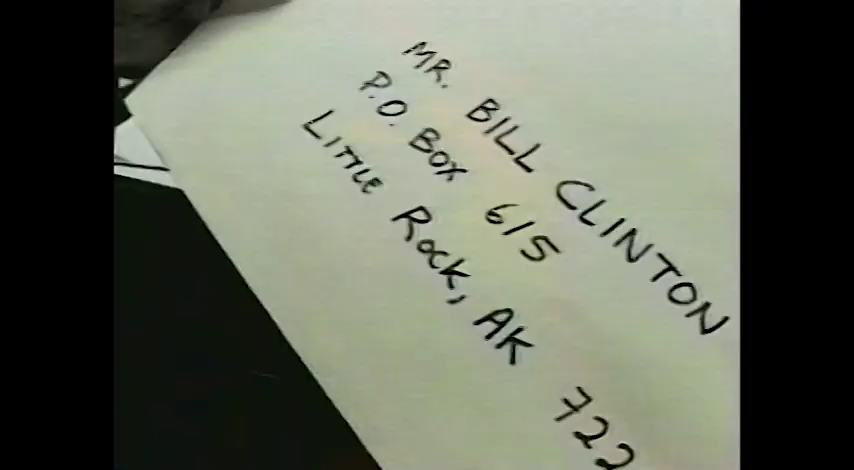 MR. BILL CLINTON
P.O. BOX 615
LITTLE ROCK, AK 722